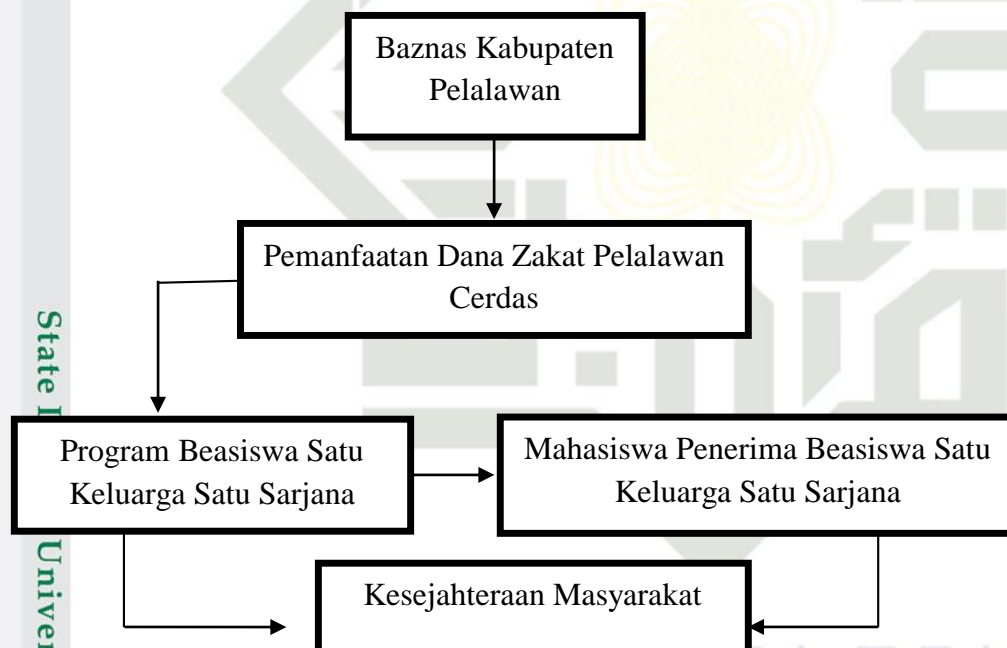 Baznas Kabupaten
Pelalawan
Pemanfaatan Dana Zakat Pelalawan
Cerdas
Program Beasiswa Satu
Keluarga Satu Sarjana
Mahasiswa Penerima Beasiswa Satu
Keluarga Satu Sarjana
Kesejahteraan Masyarakat
State